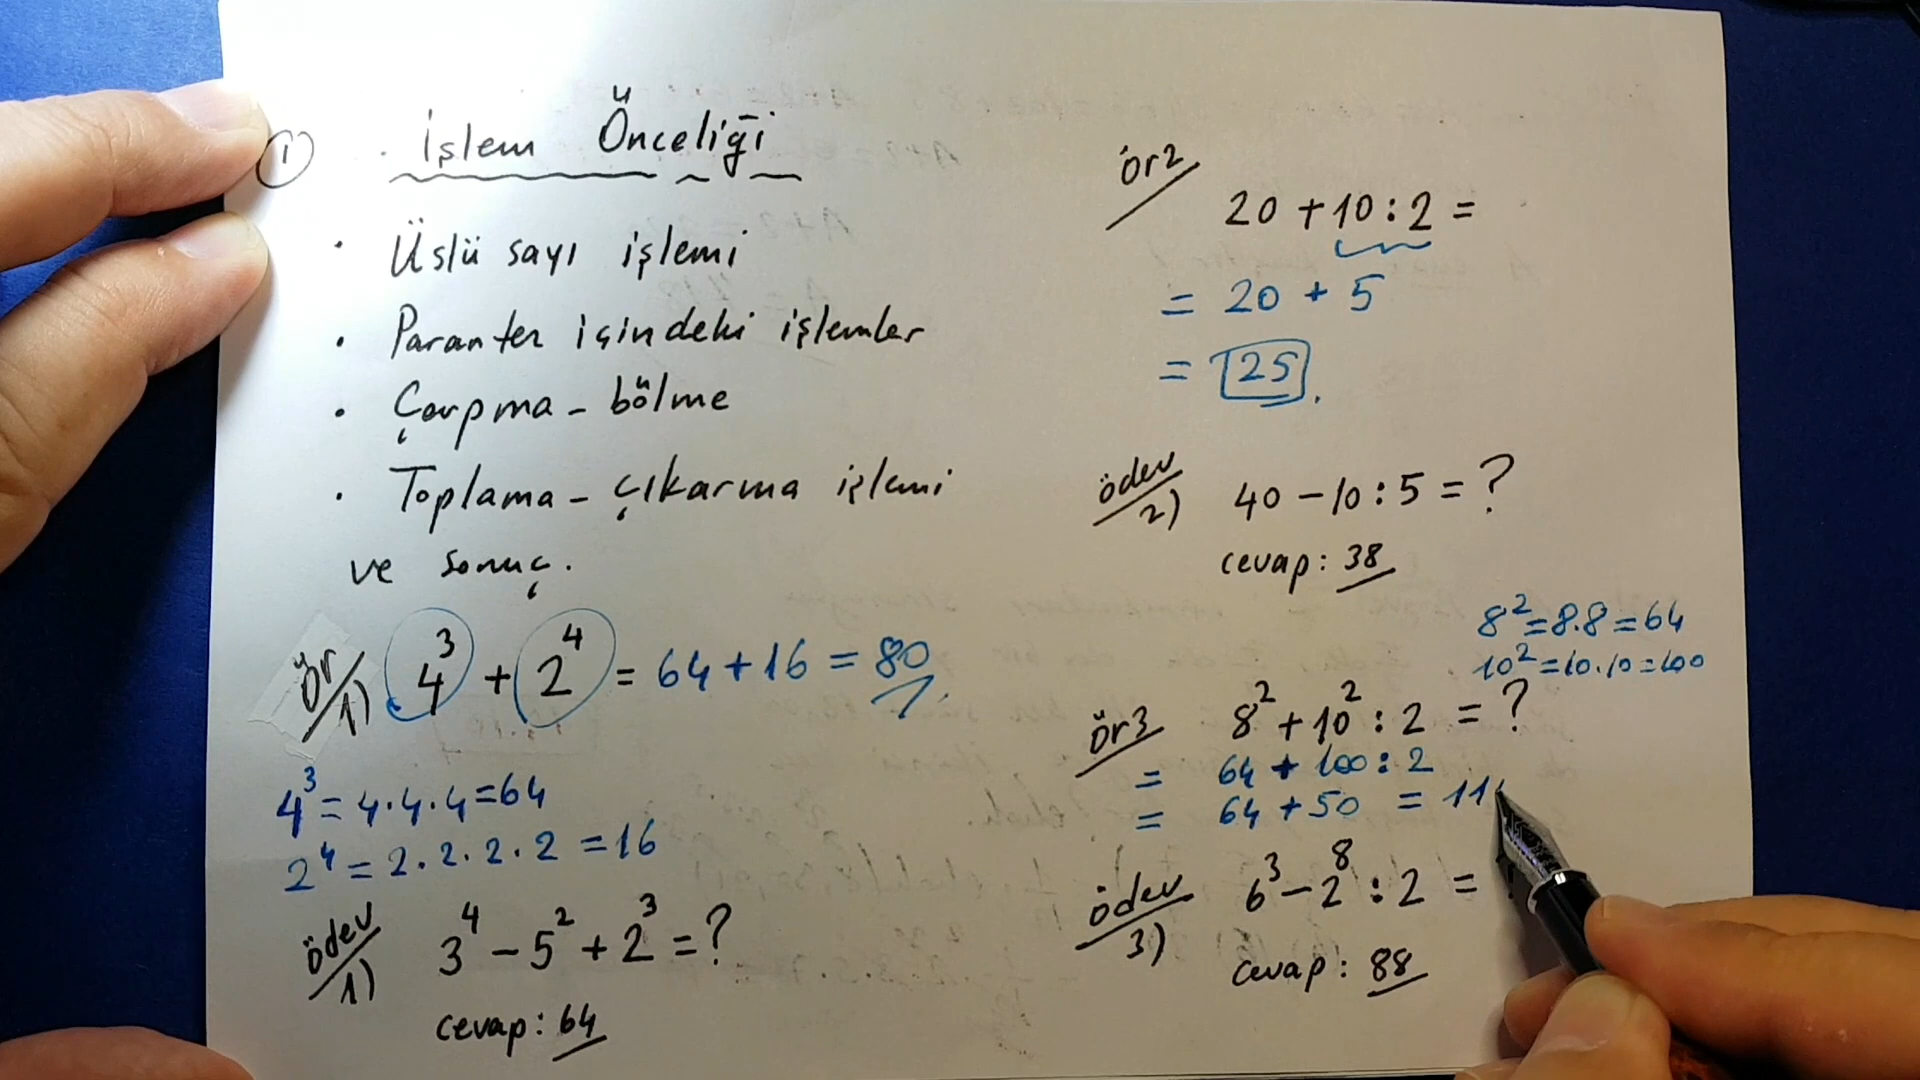 1
İşlem Önceliği
· Üslü sayı işlemi
· Parantez içindeki işlemler
· Çarpma - bölme
· Toplama - çıkarma işlemi
ve sonuç.
ör 1) 4³ + 2⁴ = 64 + 16 = 80
4³ = 4.4.4 = 64
2⁴ = 2.2.2.2 = 16
ödev 1) 3⁴ - 5² + 2³ = ?
cevap: 64
ör2
20 + 10 : 2 =
= 20 + 5
= 25
ödev 2) 40 - 10 : 5 = ?
cevap: 38
8² = 8.8 = 64
10² = 10.10 = 100
ör3 8² + 10² : 2 = ?
= 64 + 100 : 2
= 64 + 50 = 11
ödev 3) 6³ - 2⁸ : 2 =
cevap: 88